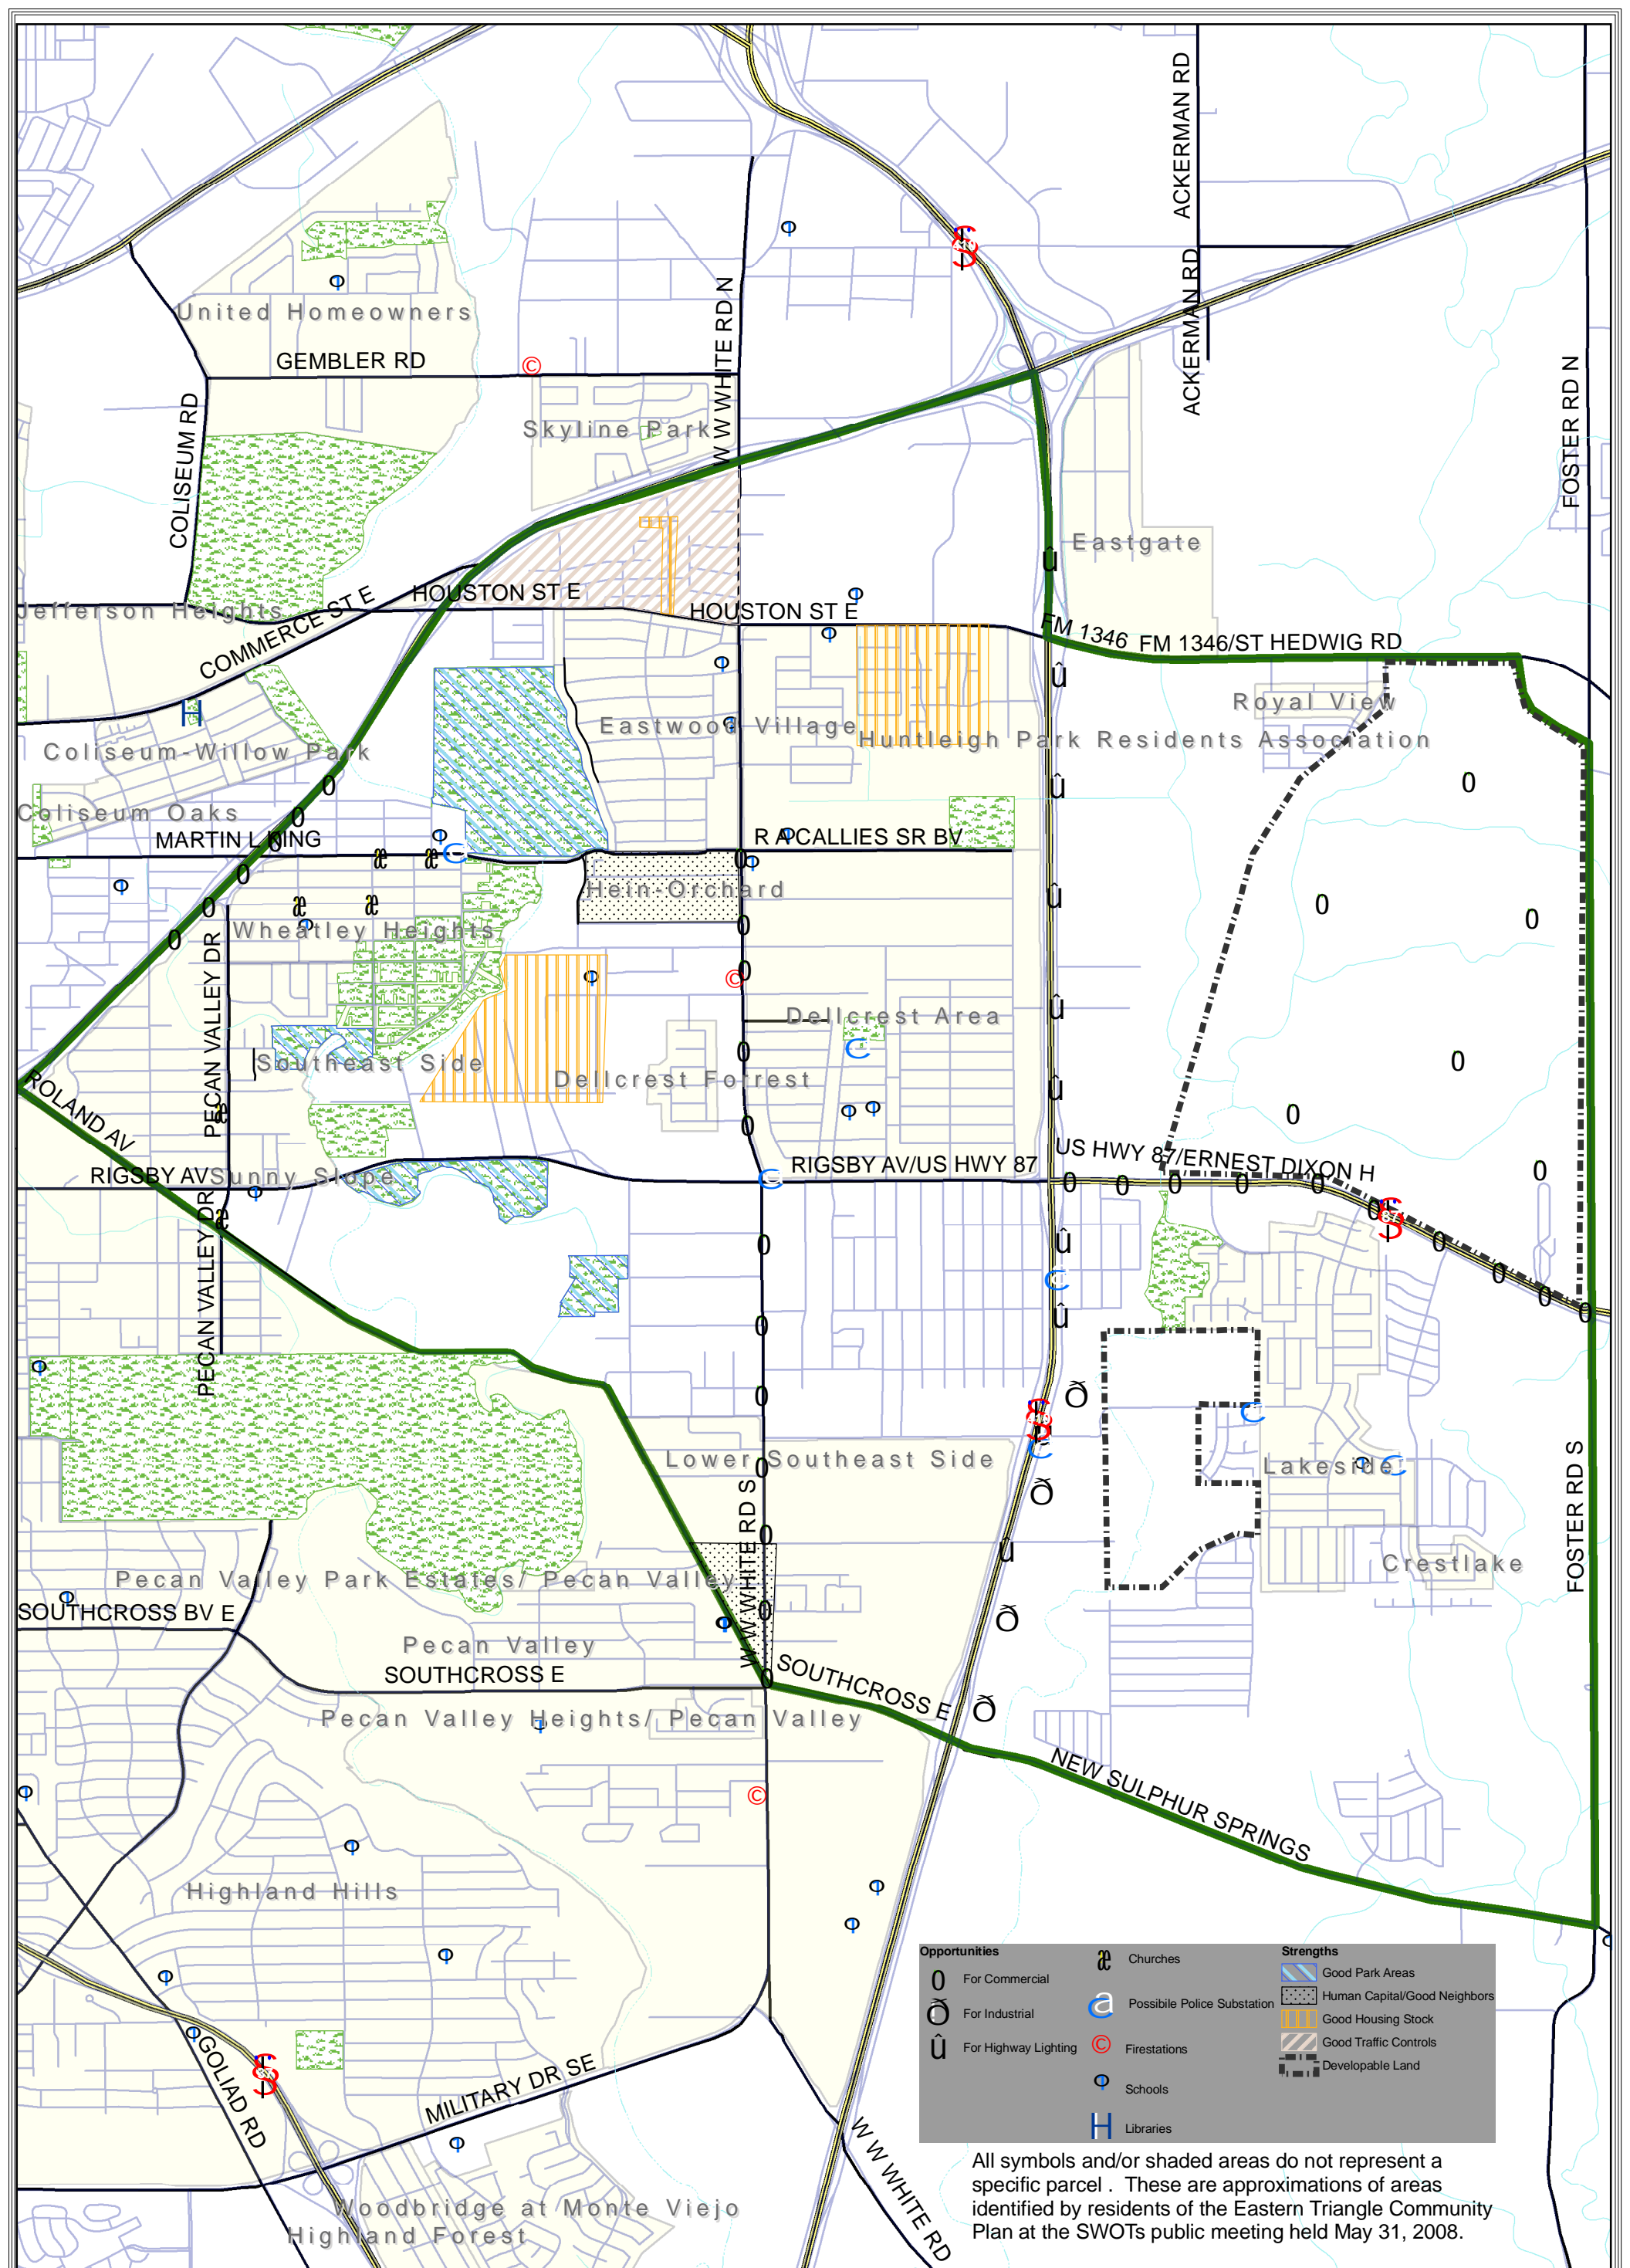 ACKERMAN RD
ACKERMAN RD
ACKERMAN RD
FOSTER RD N
W W WHITE RD N
United Homeowners
GEMBLER RD
COLISEUM RD
Skyline Park
Eastgate
HOUSTON ST E
HOUSTON ST E
Jefferson Heights
COMMERCE ST E
FM 1346
FM 1346/ST HEDWIG RD
Royal View
Eastwood Village
Huntleigh Park Residents Association
H
Coliseum-Willow Park
Coliseum Oaks
MARTIN L KING
R A CALLIES SR BV
Hein-Orchard
Wheatley Heights
PECAN VALLEY DR
Dellcrest Area
Southeast Side
Dellcrest Forrest
ROLAND AV
RIGSBY AV
Sunny Slope
RIGSBY AV/US HWY 87
US HWY 87/ERNEST DIXON H
87
PECAN VALLEY DR
Lower Southeast Side
Lakeside
W W WHITE RD S
FOSTER RD S
Crestlake
Pecan Valley Park Estates/ Pecan Valley
SOUTHCROSS BV E
Pecan Valley
SOUTHCROSS E
SOUTHCROSS E
Pecan Valley Heights/ Pecan Valley
NEW SULPHUR SPRINGS
Highland Hills
GOLIAD RD
MILITARY DR SE
W W WHITE RD
Woodbridge at Monte Viejo
Highland Forest
Opportunities
0 For Commercial
ð For Industrial
û For Highway Lighting
æ Churches
a Possibile Police Substation
© Firestations
Schools
H Libraries
Strengths
Good Park Areas
Human Capital/Good Neighbors
Good Housing Stock
Good Traffic Controls
Developable Land
All symbols and/or shaded areas do not represent a
specific parcel . These are approximations of areas
identified by residents of the Eastern Triangle Community
Plan at the SWOTs public meeting held May 31, 2008.